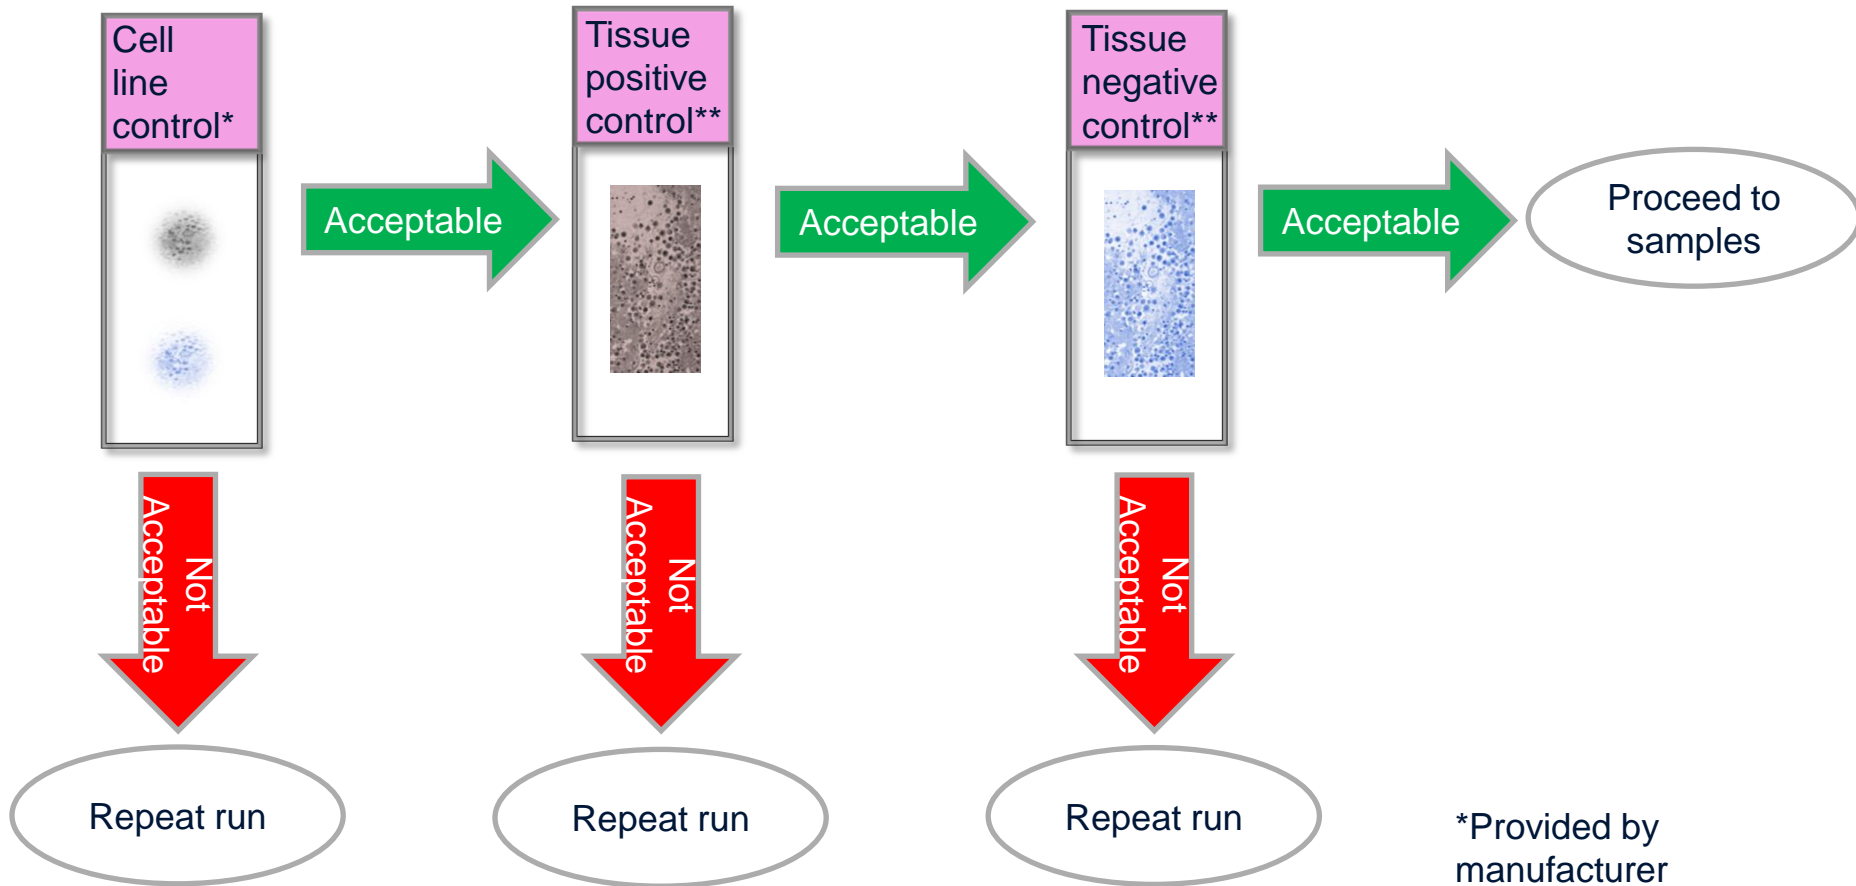 Cell
line
control*
Tissue
positive
control**
Tissue
negative
control**
Acceptable
Acceptable
Acceptable
Proceed to
samples
Not
Acceptable
Not
Acceptable
Not
Acceptable
Repeat run
Repeat run
Repeat run
*Provided by
manufacturer